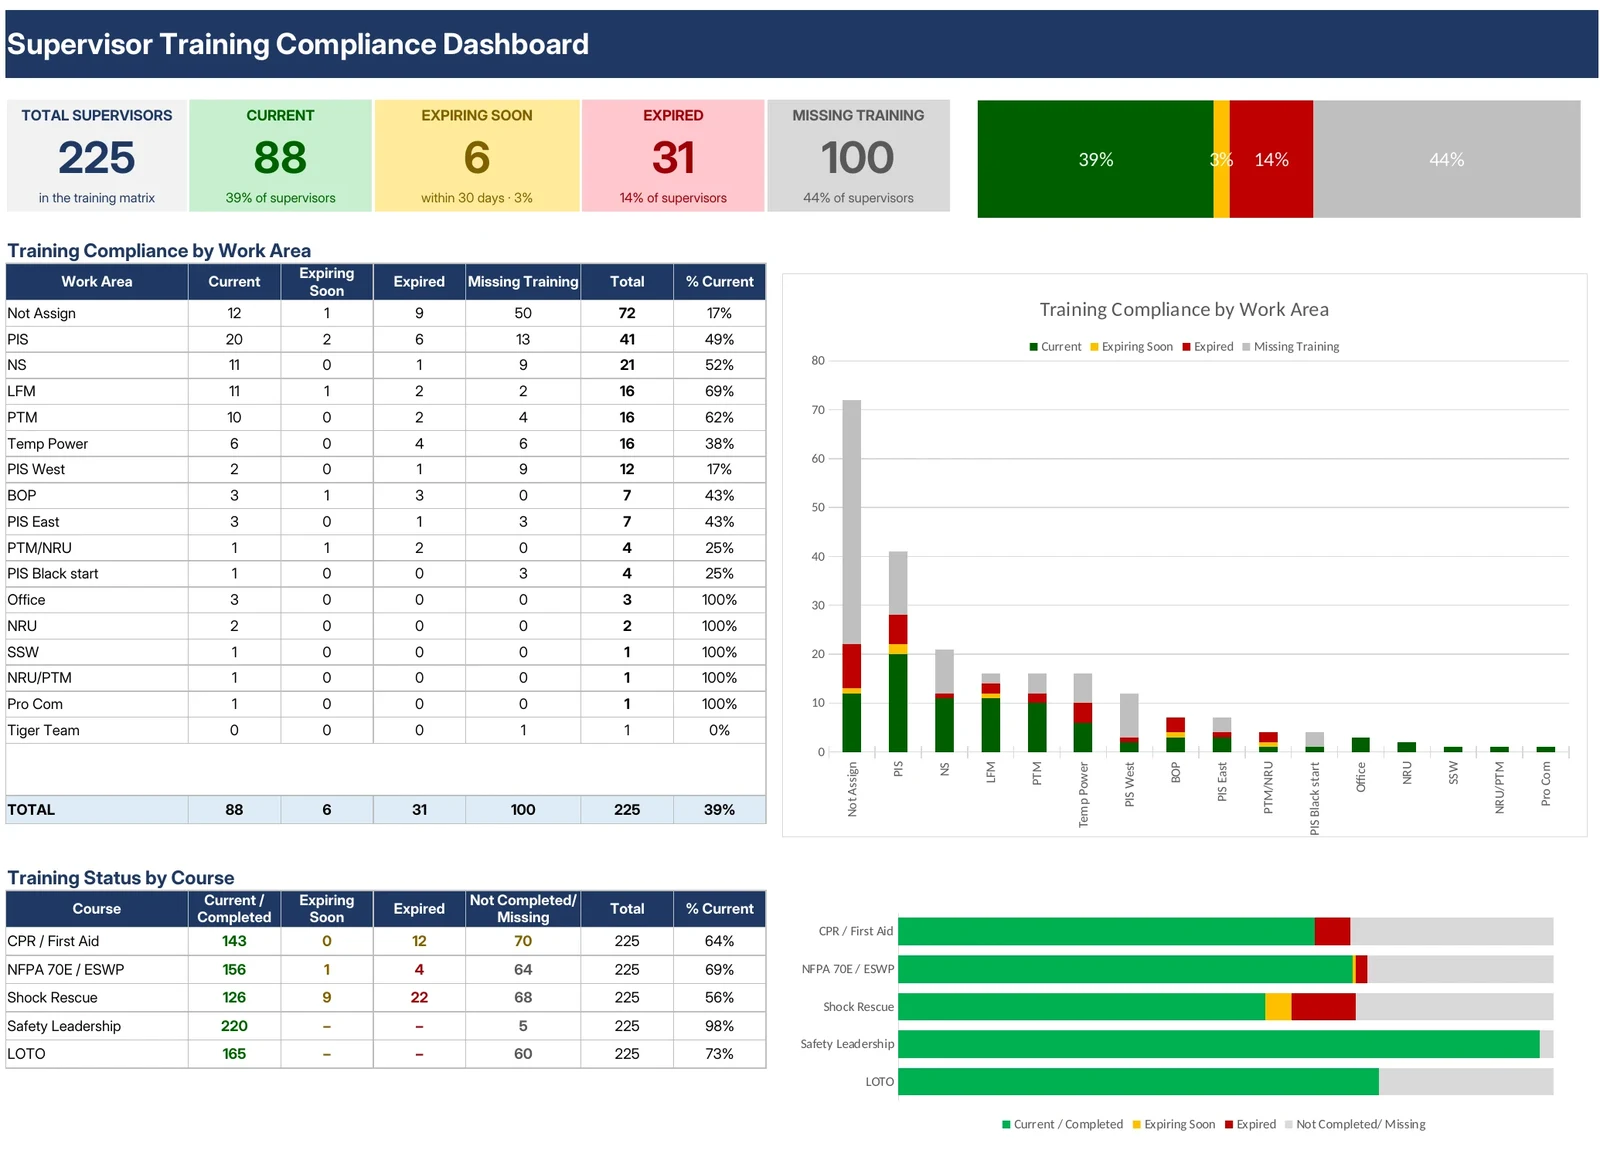 Supervisor Training Compliance Dashboard
TOTAL SUPERVISORS
225
in the training matrix
CURRENT
88
39% of supervisors
EXPIRING SOON
6
within 30 days · 3%
EXPIRED
31
14% of supervisors
MISSING TRAINING
100
44% of supervisors
39% 3% 14% 44%
Training Compliance by Work Area
Work Area Current Expiring Soon Expired Missing Training Total % Current
Not Assign 12 1 9 50 72 17%
PIS 20 2 6 13 41 49%
NS 11 0 1 9 21 52%
LFM 11 1 2 2 16 69%
PTM 10 0 2 4 16 62%
Temp Power 6 0 4 6 16 38%
PIS West 2 0 1 9 12 17%
BOP 3 1 3 0 7 43%
PIS East 3 0 1 3 7 43%
PTM/NRU 1 1 2 0 4 25%
PIS Black start 1 0 0 3 4 25%
Office 3 0 0 0 3 100%
NRU 2 0 0 0 2 100%
SSW 1 0 0 0 1 100%
NRU/PTM 1 0 0 0 1 100%
Pro Com 1 0 0 0 1 100%
Tiger Team 0 0 0 1 1 0%
TOTAL 88 6 31 100 225 39%
Training Compliance by Work Area
Current Expiring Soon Expired Missing Training
80
70
60
50
40
30
20
10
0
Not Assign
PIS
NS
LFM
PTM
Temp Power
PIS West
BOP
PIS East
PTM/NRU
PIS Black start
Office
NRU
SSW
NRU/PTM
Pro Com
Training Status by Course
Course Current / Completed Expiring Soon Expired Not Completed/ Missing Total % Current
CPR / First Aid 143 0 12 70 225 64%
NFPA 70E / ESWP 156 1 4 64 225 69%
Shock Rescue 126 9 22 68 225 56%
Safety Leadership 220 – – 5 225 98%
LOTO 165 – – 60 225 73%
CPR / First Aid
NFPA 70E / ESWP
Shock Rescue
Safety Leadership
LOTO
Current / Completed Expiring Soon Expired Not Completed/ Missing